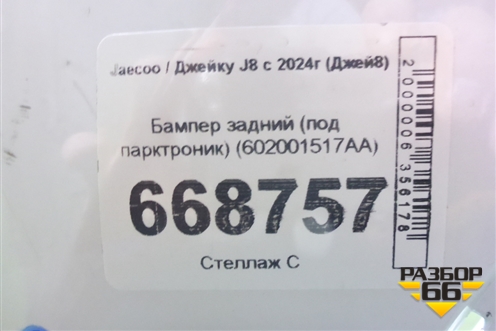 Jaecoo / Джейку J8 с 2024г (Джей8)
Бампер задний (под
парктроник) (602001517AA)
668757
Стеллаж С
2000006356178
РАЗБОР
66